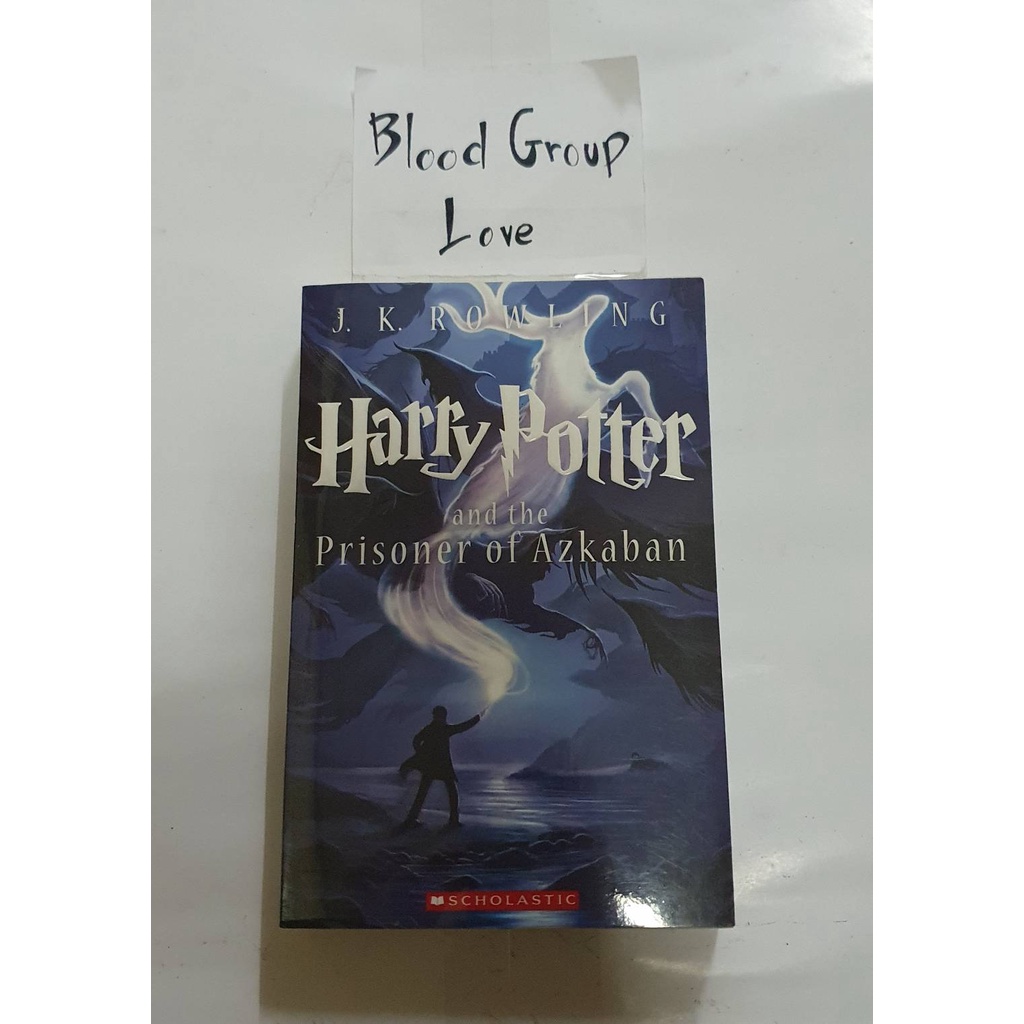 Blood Group
Love
J. K. ROWLING
Harry Potter
and the
Prisoner of Azkaban
SCHOLASTIC